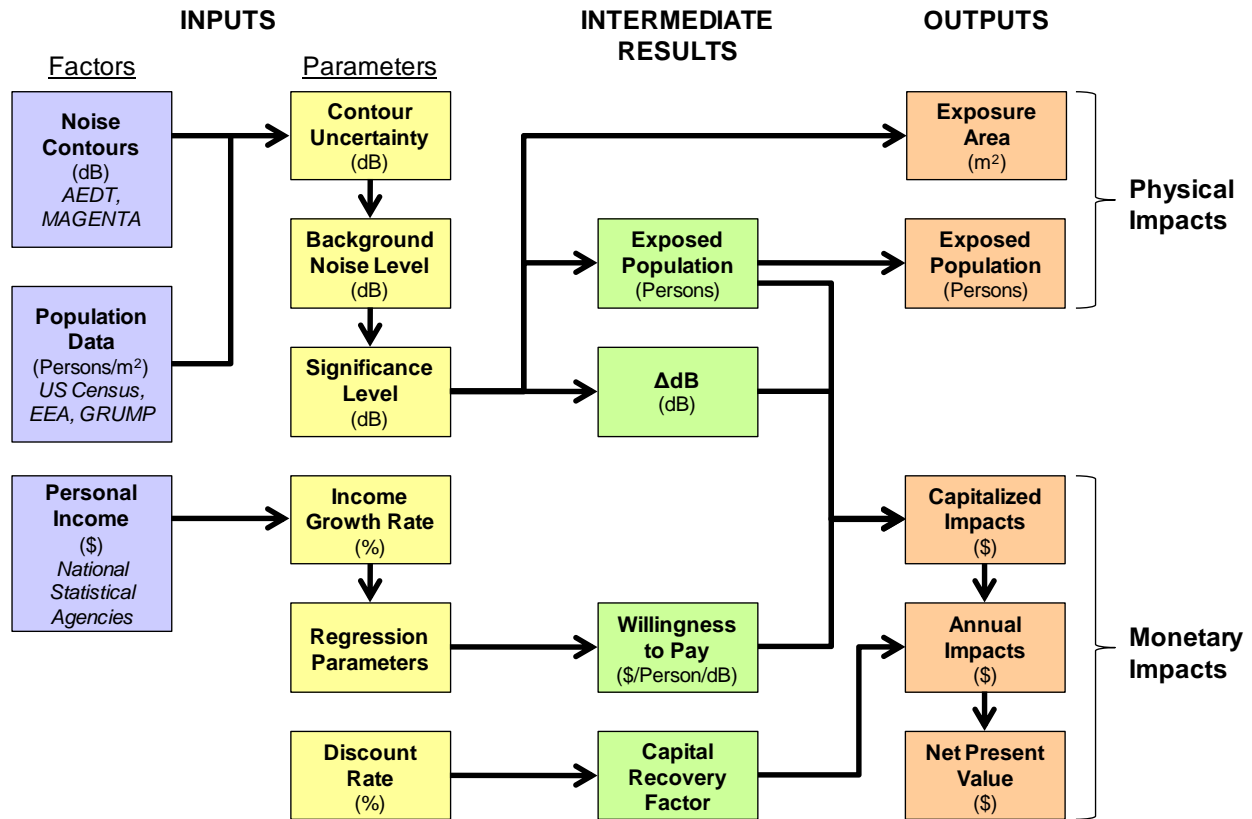 INPUTS
INTERMEDIATE
RESULTS
OUTPUTS
Factors
Parameters
Noise
Contours
(dB)
AEDT,
MAGENTA
Population
Data
(Persons/m²)
US Census,
EEA, GRUMP
Personal
Income
($)
National
Statistical
Agencies
Contour
Uncertainty
(dB)
Background
Noise Level
(dB)
Significance
Level
(dB)
Income
Growth Rate
(%)
Regression
Parameters
Discount
Rate
(%)
Exposed
Population
(Persons)
ΔdB
(dB)
Willingness
to Pay
($/Person/dB)
Capital
Recovery
Factor
Exposure
Area
(m²)
Exposed
Population
(Persons)
Capitalized
Impacts
($)
Annual
Impacts
($)
Net Present
Value
($)
Physical
Impacts
Monetary
Impacts